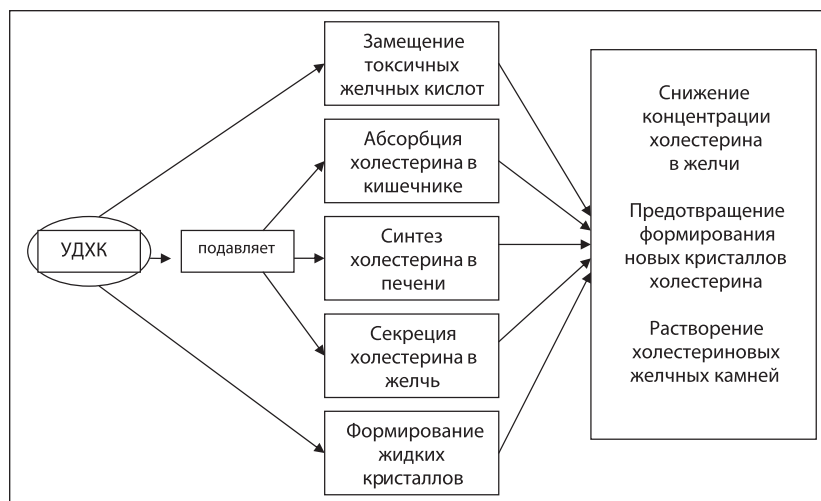 УДХК
подавляет
Замещение
токсичных
желчных кислот
Абсорбция
холестерина в
кишечнике
Синтез
холестерина в
печени
Секреция
холестерина в
желчь
Формирование
жидких
кристаллов
Снижение
концентрации
холестерина
в желчи
Предотвращение
формирования
новых кристаллов
холестерина
Растворение
холестериновых
желчных камней